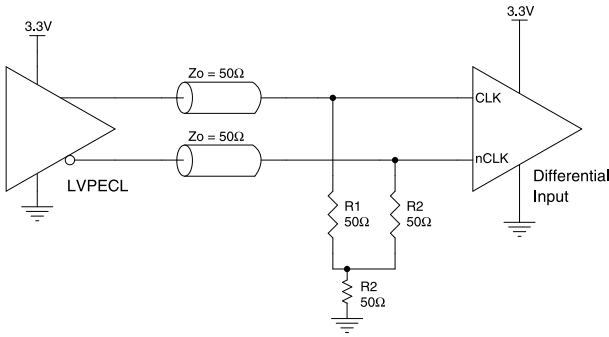 3.3V
3.3V
Zo = 50Ω
CLK
Zo = 50Ω
nCLK
LVPECL
Differential
Input
R1
50Ω
R2
50Ω
R2
50Ω